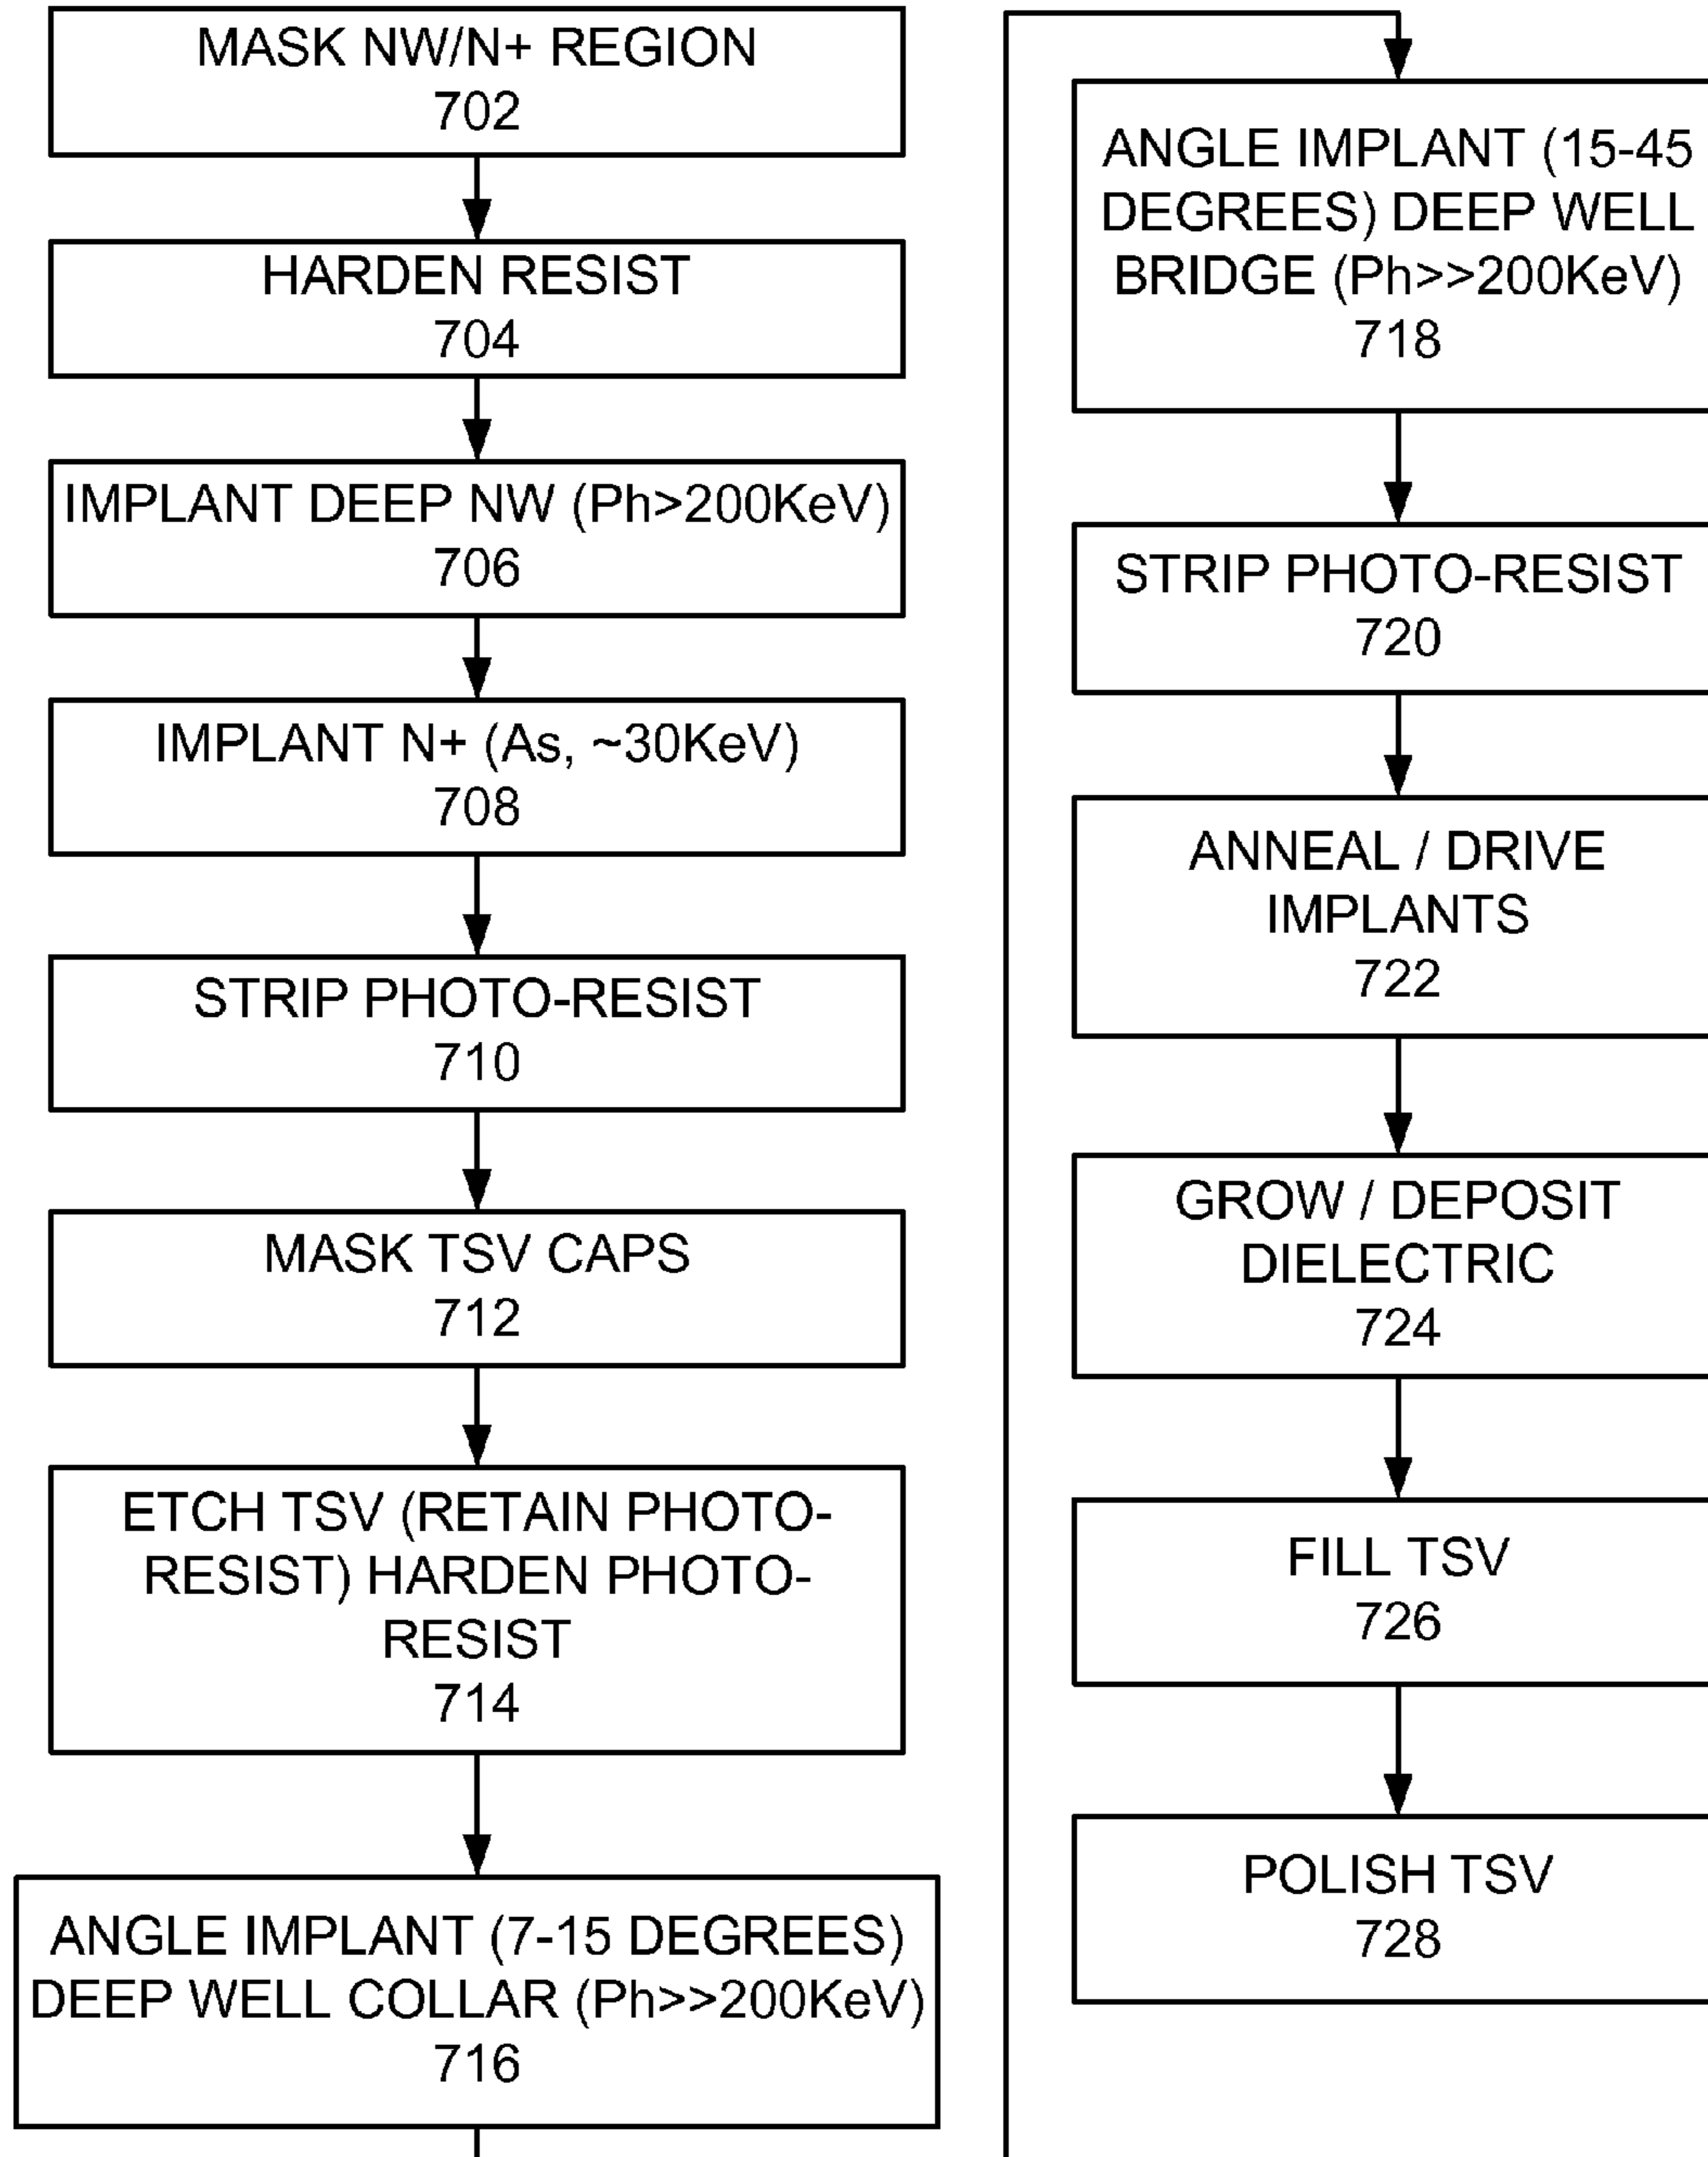 MASK NW/N+ REGION
702
HARDEN RESIST
704
IMPLANT DEEP NW (Ph>200KeV)
706
IMPLANT N+ (As, ~30KeV)
708
STRIP PHOTO-RESIST
710
MASK TSV CAPS
712
ETCH TSV (RETAIN PHOTO-
RESIST) HARDEN PHOTO-
RESIST
714
ANGLE IMPLANT (7-15 DEGREES)
DEEP WELL COLLAR (Ph>>200KeV)
716
ANGLE IMPLANT (15-45
DEGREES) DEEP WELL
BRIDGE (Ph>>200KeV)
718
STRIP PHOTO-RESIST
720
ANNEAL / DRIVE
IMPLANTS
722
GROW / DEPOSIT
DIELECTRIC
724
FILL TSV
726
POLISH TSV
728